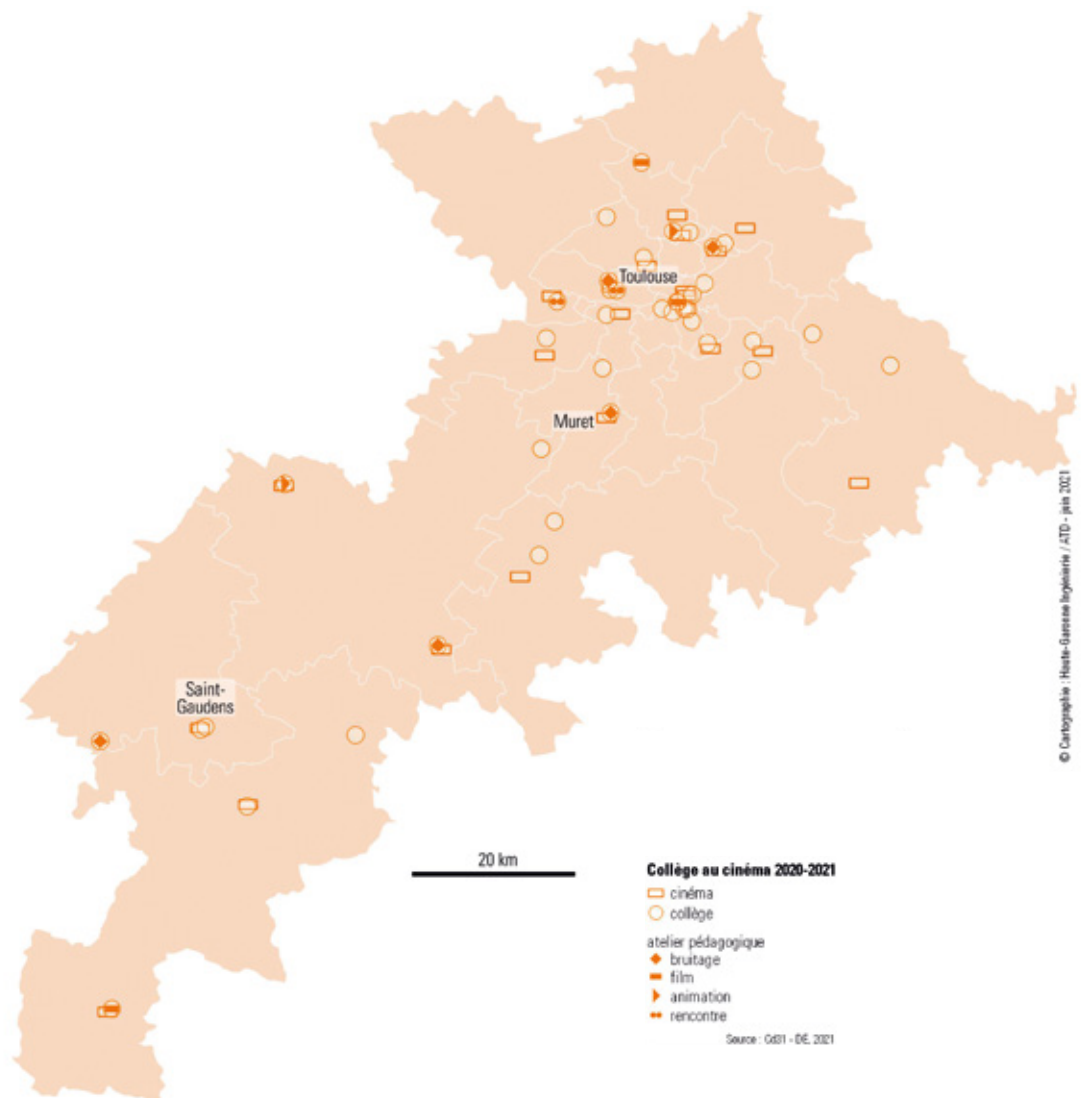 Toulouse
Muret
Saint-
Gaudens
20 km
Collège au cinéma 2020-2021
cinéma
collège
atelier pédagogique
bruitage
film
animation
rencontre
Source : Cd31 - DE, 2021
© Cartographie : Haute-Garonne Ingénierie / ATD - juin 2021